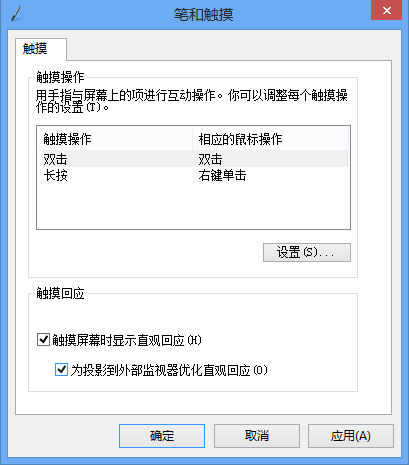 笔和触摸
触摸
触摸操作
用手指与屏幕上的项进行互动操作。你可以调整每个触摸操
作的设置(T)。
触摸操作 相应的鼠标操作
双击 双击
长按 右键单击
设置(S)...
触摸回应
触摸屏幕时显示直观回应(H)
为投影到外部监视器优化直观回应(O)
确定 取消 应用(A)